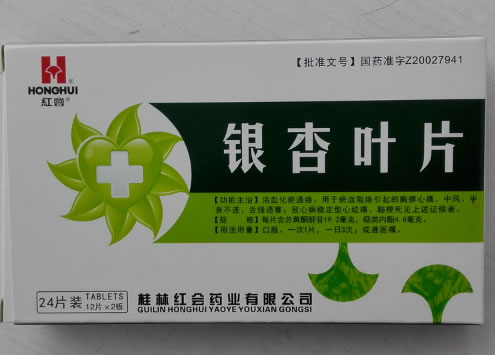 HONGHUI
紅會®
【批准文号】国药准字Z20027941
银杏叶片
【功能主治】活血化瘀通络。用于瘀血阻络引起的胸痹心痛、中风、半
身不遂、舌强语謇；冠心病稳定型心绞痛、脑梗死见上述证候者。
【规 格】每片含总黄酮醇苷19.2毫克、萜类内酯4.8毫克。
【用法用量】口服。一次1片，一日3次；或遵医嘱。
24片装 TABLETS
12片×2板
桂林红会药业有限公司
GUILIN HONGHUI YAOYE YOUXIAN GONGSI